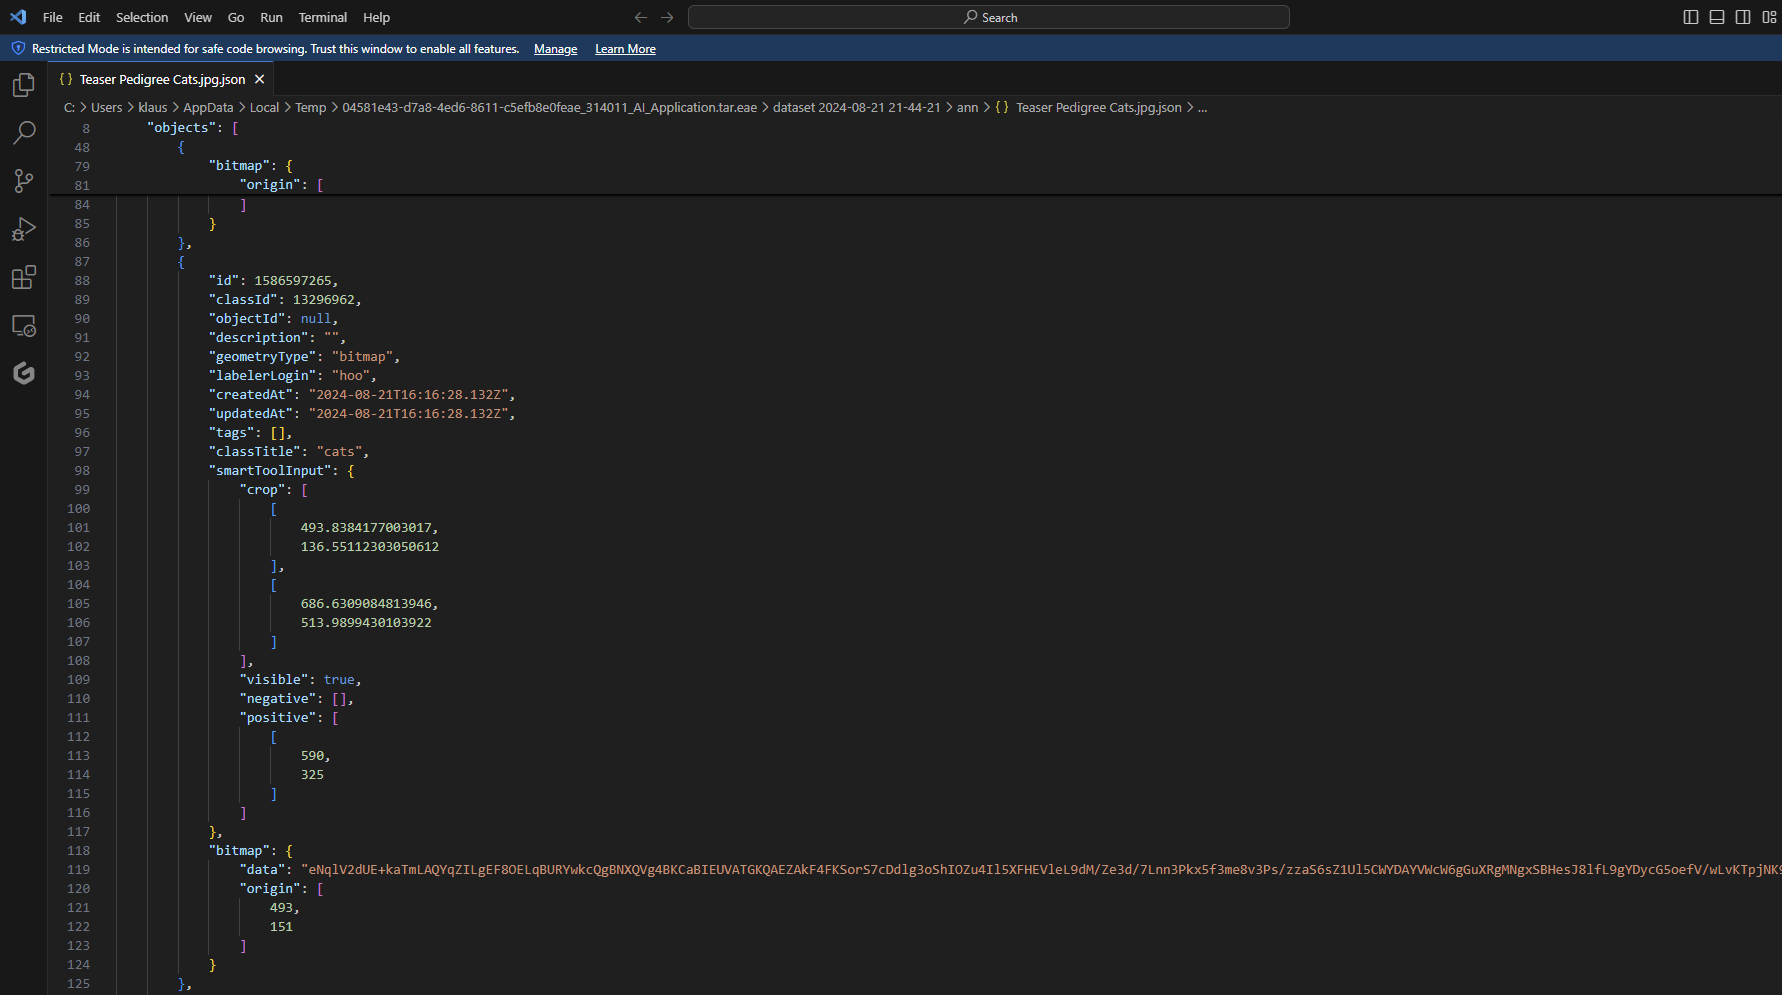 File Edit Selection View Go Run Terminal Help Search
Restricted Mode is intended for safe code browsing. Trust this window to enable all features. Manage Learn More
{ } Teaser Pedigree Cats.jpg.json ×
C: > Users > klaus > AppData > Local > Temp > 04581e43-d7a8-4ed6-8611-c5efb8e0feae_314011_AI_Application.tar.eae > dataset 2024-08-21 21-44-21 > ann > { } Teaser Pedigree Cats.jpg.json > ...
8 "objects": [
48 {
79 "bitmap": {
81 "origin": [
84 ]
85 }
86 },
87 {
88 "id": 1586597265,
89 "classId": 13296962,
90 "objectId": null,
91 "description": "",
92 "geometryType": "bitmap",
93 "labelerLogin": "hoo",
94 "createdAt": "2024-08-21T16:16:28.132Z",
95 "updatedAt": "2024-08-21T16:16:28.132Z",
96 "tags": [],
97 "classTitle": "cats",
98 "smartToolInput": {
99 "crop": [
100 [
101 493.8384177003017,
102 136.55112303050612
103 ],
104 [
105 686.6309084813946,
106 513.9899430103922
107 ]
108 ],
109 "visible": true,
110 "negative": [],
111 "positive": [
112 [
113 590,
114 325
115 ]
116 ]
117 },
118 "bitmap": {
119 "data":
120 "origin": [
121 493,
122 151
123 ]
124 }
125 },